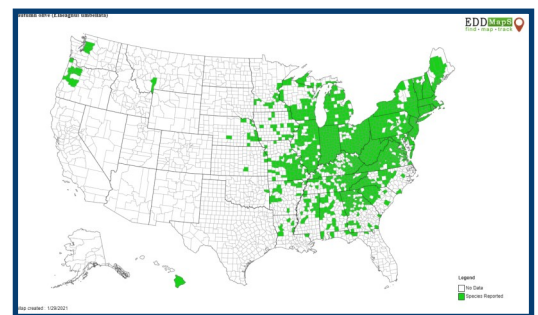 autumn olive (Elaeagnus umbellata)
EDDMapS
find • map • track
Legend
No Data
Species Reported
Map created: 1/29/2021